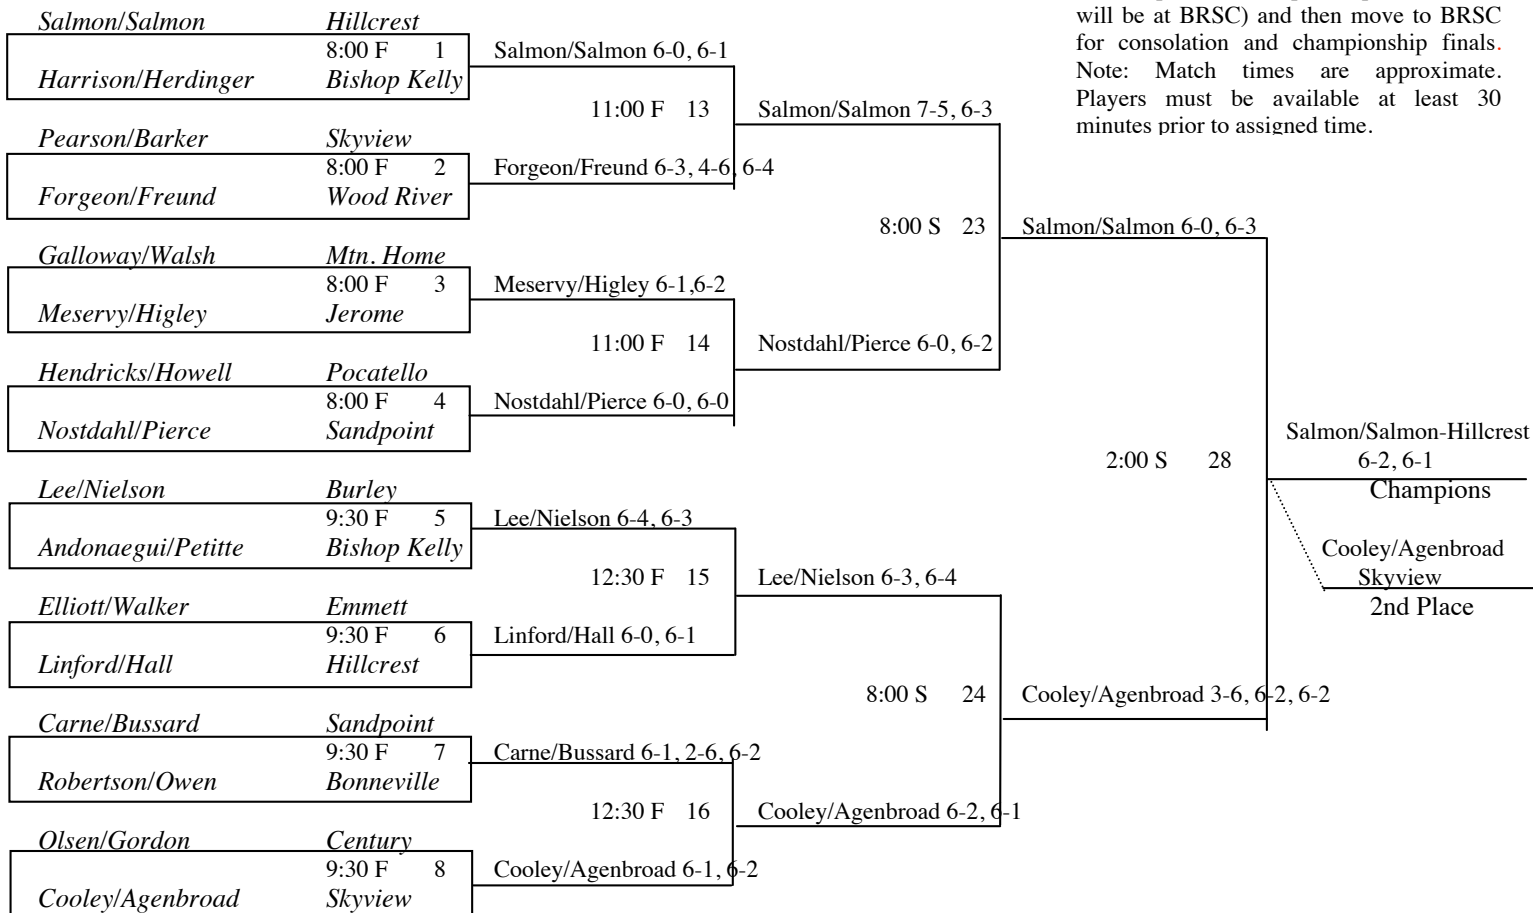 will be at BRSC) and then move to BRSC
for consolation and championship finals.
Note: Match times are approximate.
Players must be available at least 30
minutes prior to assigned time.
Salmon/Salmon Hillcrest
8:00 F 1
Harrison/Herdinger Bishop Kelly
Pearson/Barker Skyview
8:00 F 2
Forgeon/Freund Wood River
Galloway/Walsh Mtn. Home
8:00 F 3
Meservy/Higley Jerome
Hendricks/Howell Pocatello
8:00 F 4
Nostdahl/Pierce Sandpoint
Lee/Nielson Burley
9:30 F 5
Andonaegui/Petitte Bishop Kelly
Elliott/Walker Emmett
9:30 F 6
Linford/Hall Hillcrest
Carne/Bussard Sandpoint
9:30 F 7
Robertson/Owen Bonneville
Olsen/Gordon Century
9:30 F 8
Cooley/Agenbroad Skyview
Salmon/Salmon 6-0, 6-1
11:00 F 13
Forgeon/Freund 6-3, 4-6, 6-4
Meservy/Higley 6-1,6-2
11:00 F 14
Nostdahl/Pierce 6-0, 6-0
Lee/Nielson 6-4, 6-3
12:30 F 15
Linford/Hall 6-0, 6-1
Carne/Bussard 6-1, 2-6, 6-2
12:30 F 16
Cooley/Agenbroad 6-1, 6-2
Salmon/Salmon 7-5, 6-3
8:00 S 23
Nostdahl/Pierce 6-0, 6-2
Lee/Nielson 6-3, 6-4
8:00 S 24
Cooley/Agenbroad 6-2, 6-1
Salmon/Salmon 6-0, 6-3
2:00 S 28
Cooley/Agenbroad 3-6, 6-2, 6-2
Salmon/Salmon-Hillcrest
6-2, 6-1
Champions
Cooley/Agenbroad
Skyview
2nd Place